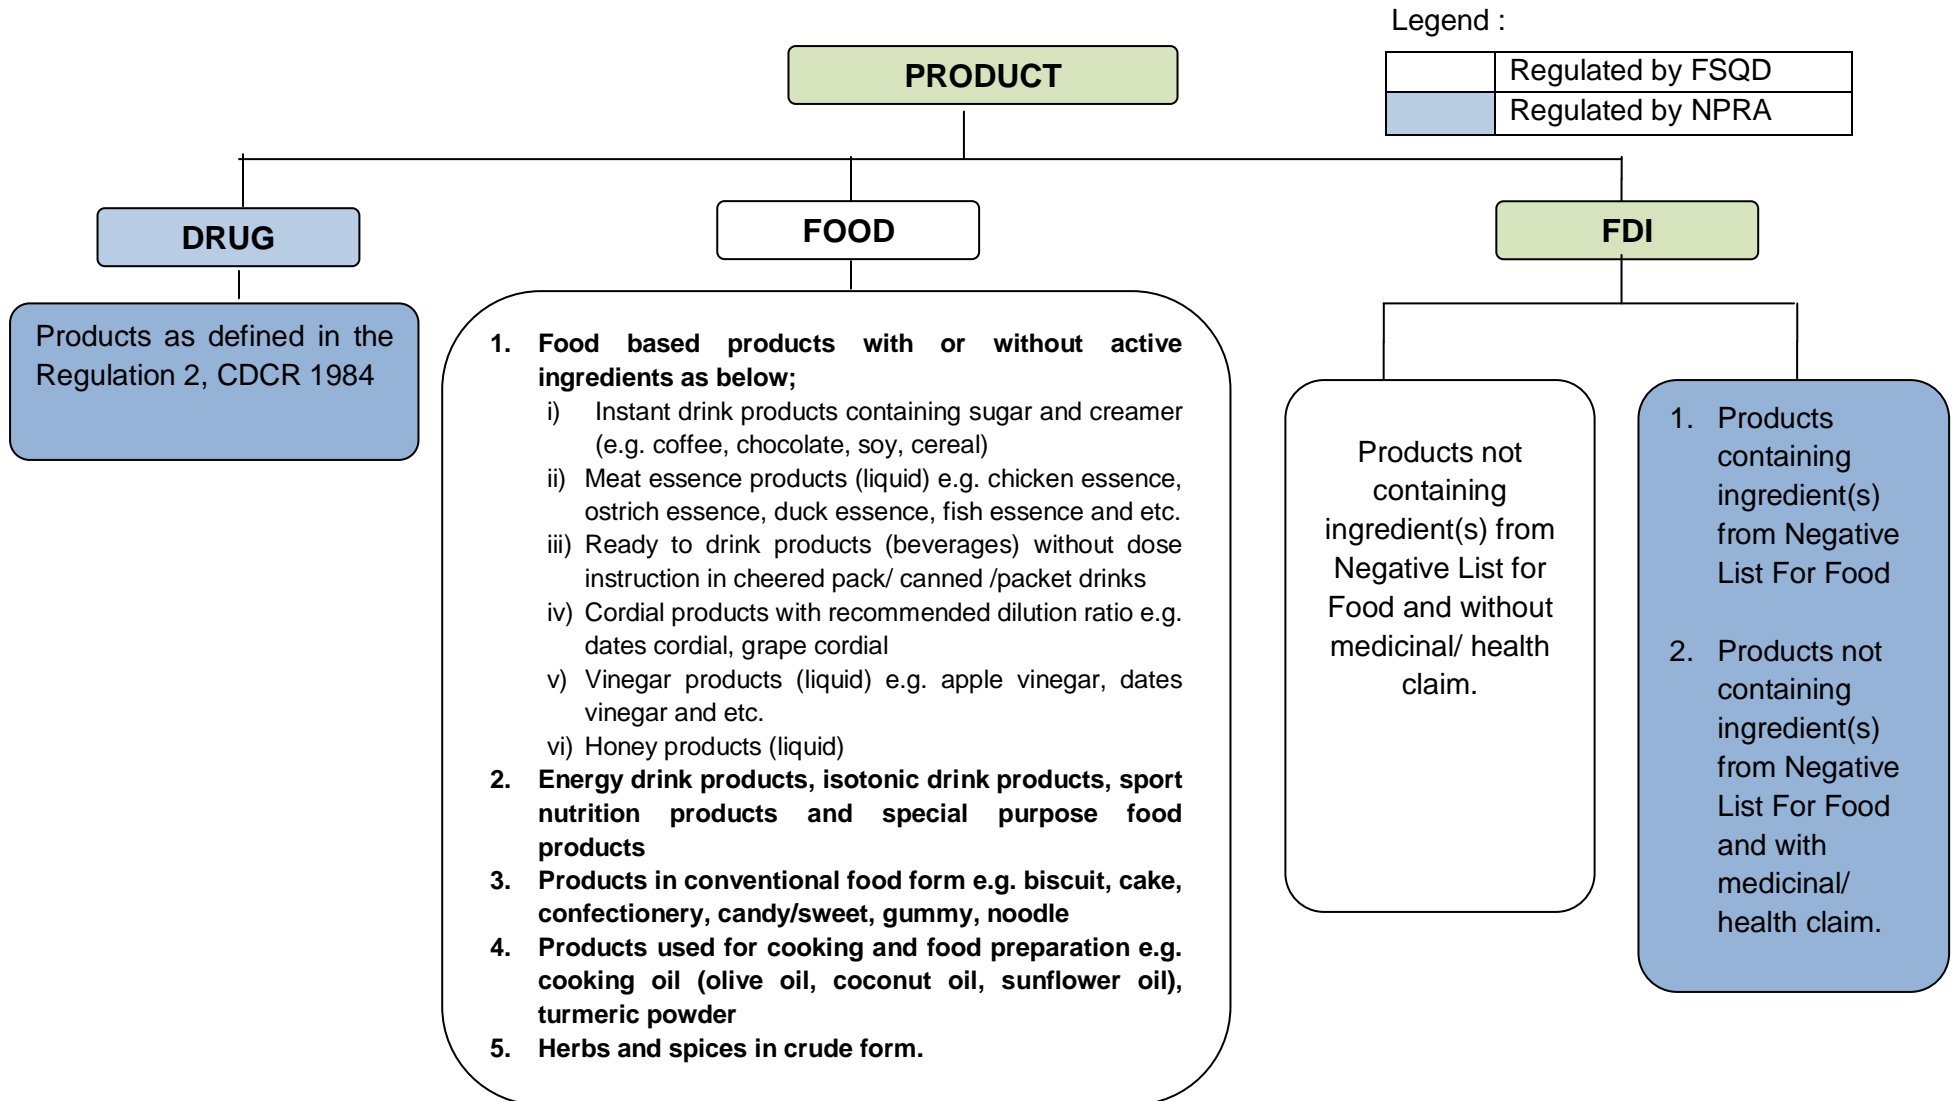 Legend :
Regulated by FSQD
Regulated by NPRA
PRODUCT
DRUG
FOOD
FDI
Products as defined in the
Regulation 2, CDCR 1984
1. Food based products with or without active
ingredients as below;
i) Instant drink products containing sugar and creamer
(e.g. coffee, chocolate, soy, cereal)
ii) Meat essence products (liquid) e.g. chicken essence,
ostrich essence, duck essence, fish essence and etc.
iii) Ready to drink products (beverages) without dose
instruction in cheered pack/ canned /packet drinks
iv) Cordial products with recommended dilution ratio e.g.
dates cordial, grape cordial
v) Vinegar products (liquid) e.g. apple vinegar, dates
vinegar and etc.
vi) Honey products (liquid)
2. Energy drink products, isotonic drink products, sport
nutrition products and special purpose food
products
3. Products in conventional food form e.g. biscuit, cake,
confectionery, candy/sweet, gummy, noodle
4. Products used for cooking and food preparation e.g.
cooking oil (olive oil, coconut oil, sunflower oil),
turmeric powder
5. Herbs and spices in crude form.
Products not
containing
ingredient(s) from
Negative List for
Food and without
medicinal/ health
claim.
1. Products
containing
ingredient(s)
from Negative
List For Food
2. Products not
containing
ingredient(s)
from Negative
List For Food
and with
medicinal/
health claim.